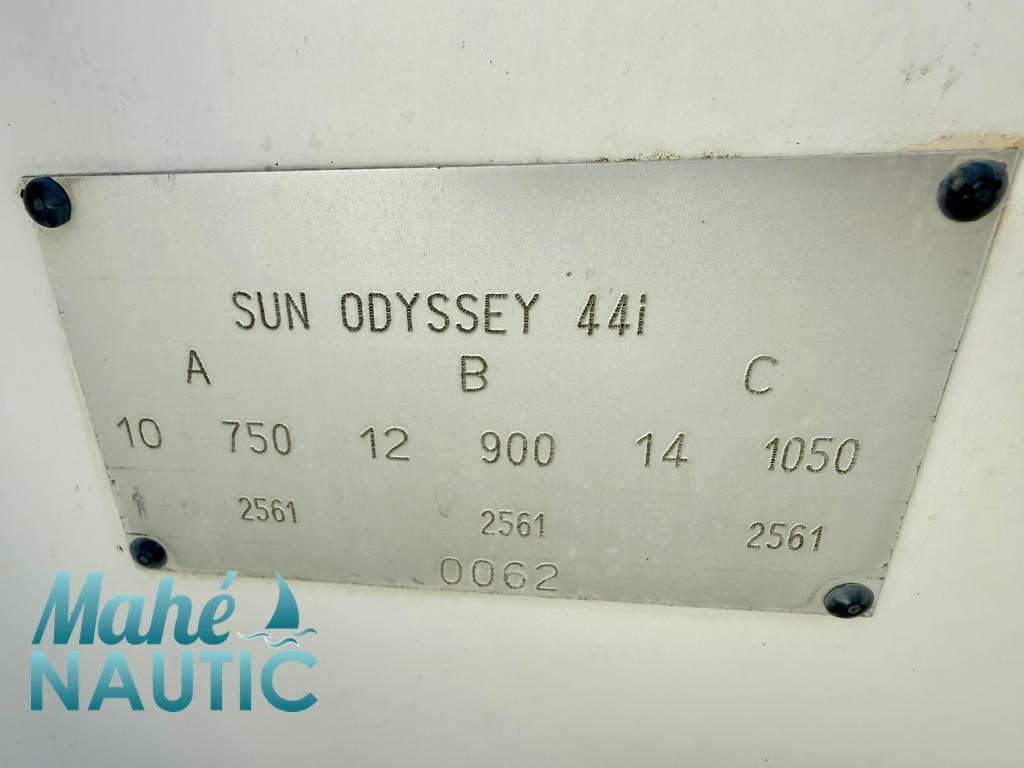 SUN ODYSSEY 44i
A B C
10 750 12 900 14 1050
2561 2561 2561
0062
Mahé
NAUTIC